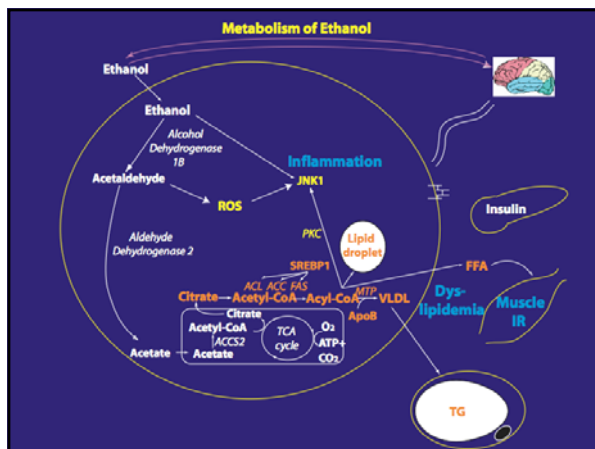 Metabolism of Ethanol
Ethanol
Ethanol
Alcohol
Dehydrogenase
1B
Inflammation
Acetaldehyde
JNK1
ROS
Insulin
PKC
Lipid
droplet
Aldehyde
Dehydrogenase 2
SREBP1
FFA
ACL ACC FAS
MTP
Citrate
Acetyl-CoA
Acyl-CoA
VLDL
Dys-
lipidemia
Muscle
IR
Citrate
ApoB
Acetyl-CoA
TCA
cycle
O2
ATP+
CO2
ACCS2
Acetate
Acetate
TG